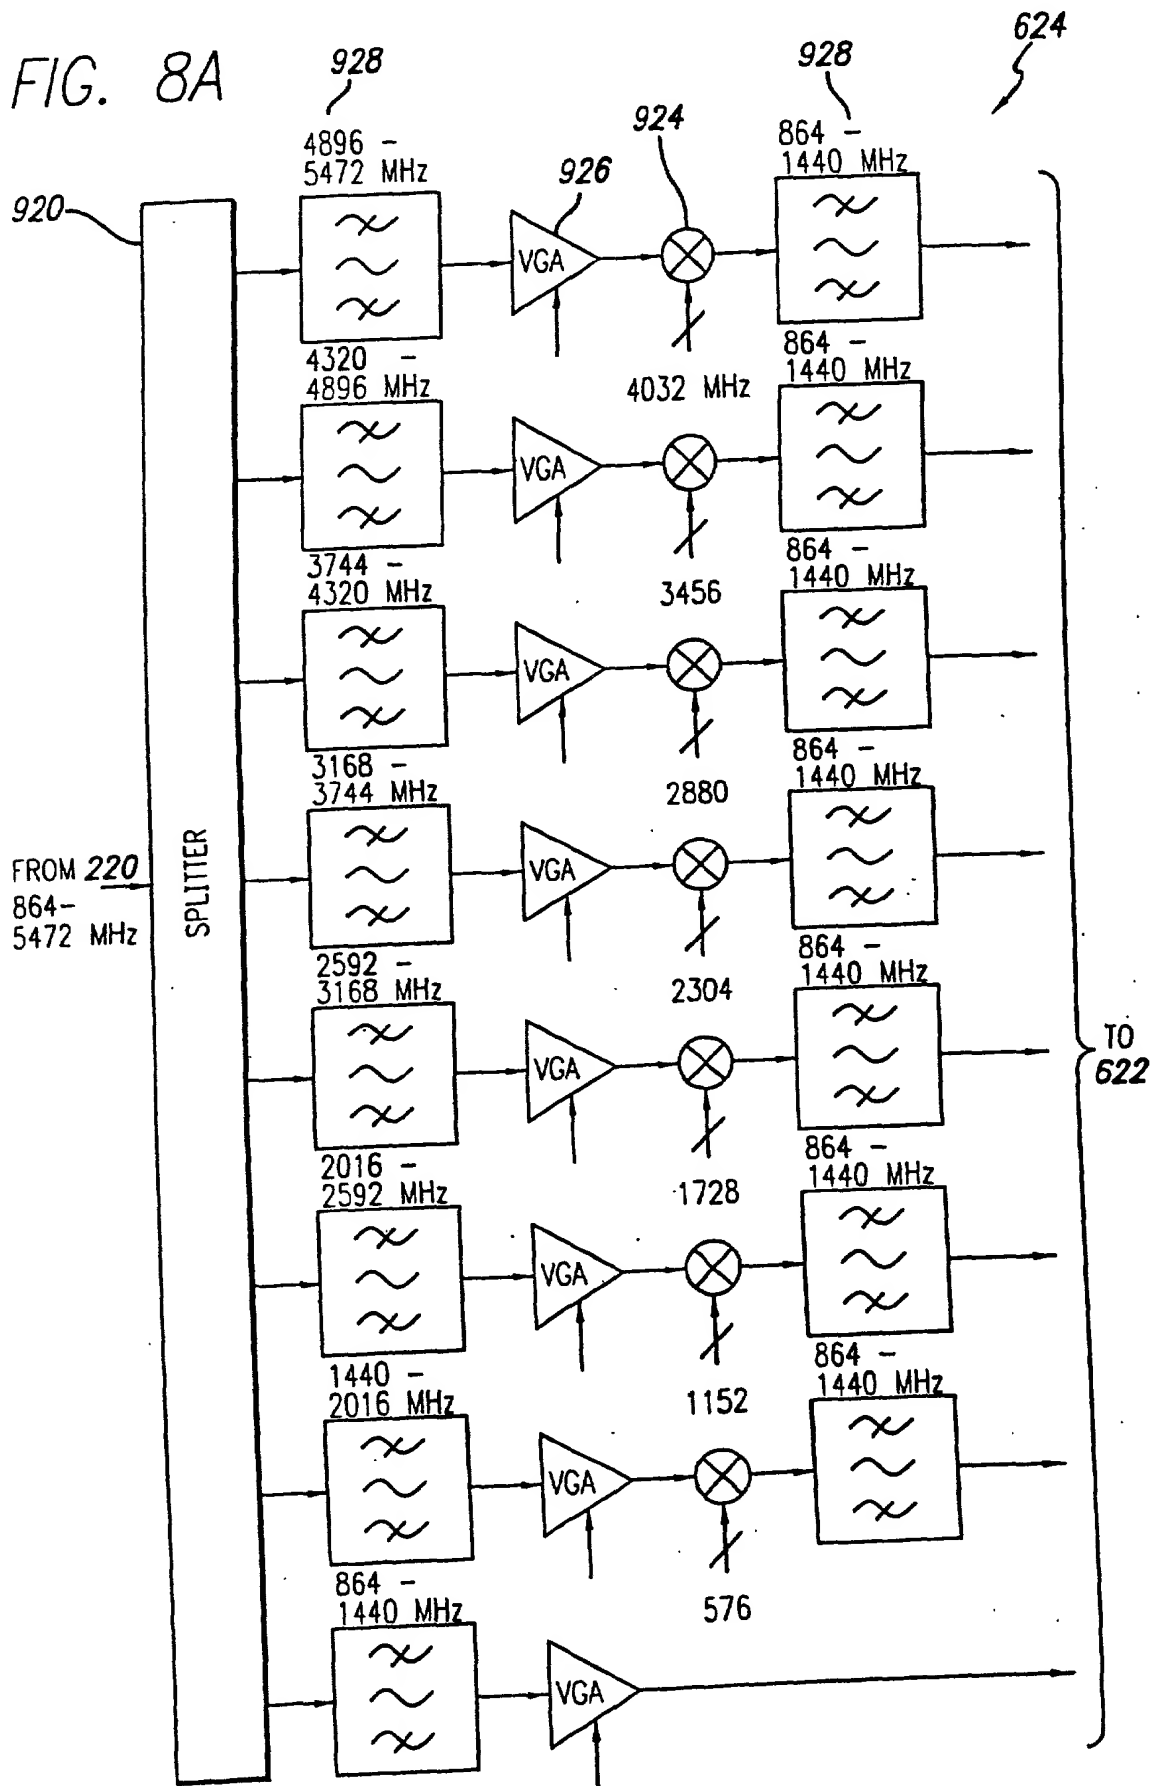 FIG. 8A
928
928
624
924
926
920
4896 -
5472 MHz
864 -
1440 MHz
VGA
4032 MHz
4320 -
4896 MHz
864 -
1440 MHz
VGA
3456
3744 -
4320 MHz
864 -
1440 MHz
VGA
2880
3168 -
3744 MHz
864 -
1440 MHz
VGA
2304
FROM 220
864-
5472 MHz
SPLITTER
2592 -
3168 MHz
864 -
1440 MHz
VGA
1728
TO
622
2016 -
2592 MHz
864 -
1440 MHz
VGA
1152
1440 -
2016 MHz
864 -
1440 MHz
VGA
576
864 -
1440 MHz
VGA